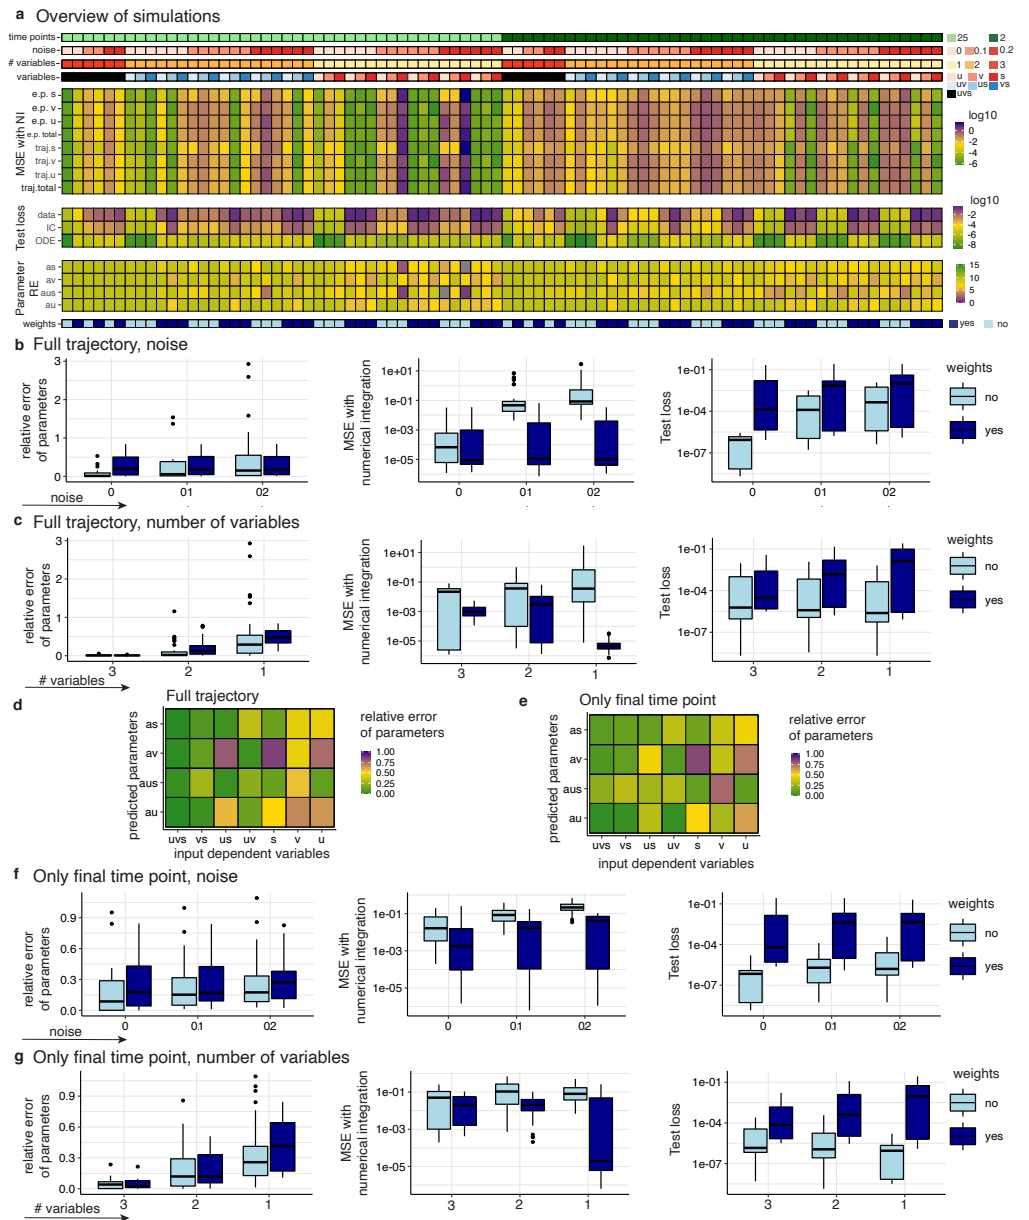 a Overview of simulations
time points
noise
# variables
variables
25 2
0 0.1 0.2
1 2 3
u v s
uv us vs
uvs
MSE with NI
e.p. s
e.p. v
e.p. u
e.p. total
traj.s
traj.v
traj.u
traj.total
log10
0
-2
-4
-6
Test loss
data
IC
ODE
log10
-2
-4
-6
-8
Parameter
RE
as
av
aus
au
15
10
5
0
weights
yes no
b Full trajectory, noise
relative error
of parameters
3
2
1
0
0 01 02
noise
MSE with
numerical integration
1e+01
1e-01
1e-03
1e-05
0 01 02
Test loss
1e-01
1e-04
1e-07
0 01 02
weights
no
yes
c Full trajectory, number of variables
relative error
of parameters
3
2
1
0
3 2 1
# variables
MSE with
numerical integration
1e+01
1e-01
1e-03
1e-05
3 2 1
Test loss
1e-01
1e-04
1e-07
3 2 1
weights
no
yes
d Full trajectory
predicted parameters
as
av
aus
au
uvs vs us uv s v u
input dependent variables
relative error
of parameters
1.00
0.75
0.50
0.25
0.00
e Only final time point
predicted parameters
as
av
aus
au
uvs vs us uv s v u
input dependent variables
relative error
of parameters
1.00
0.75
0.50
0.25
0.00
f Only final time point, noise
relative error
of parameters
0.9
0.6
0.3
0.0
0 01 02
noise
MSE with
numerical integration
1e-01
1e-03
1e-05
0 0.1 02
Test loss
1e-01
1e-04
1e-07
0 0.1 02
weights
no
yes
g Only final time point, number of variables
relative error
of parameters
0.9
0.6
0.3
0.0
3 2 1
# variables
MSE with
numerical integration
1e-01
1e-03
1e-05
3 2 1
Test loss
1e-01
1e-04
1e-07
3 2 1
weights
no
yes